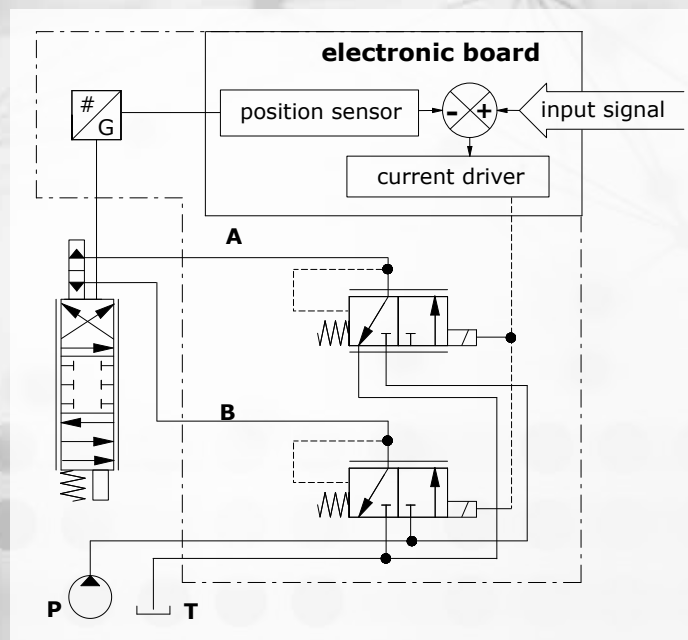 electronic board
#
G
position sensor
- +
input signal
current driver
A
B
P
T